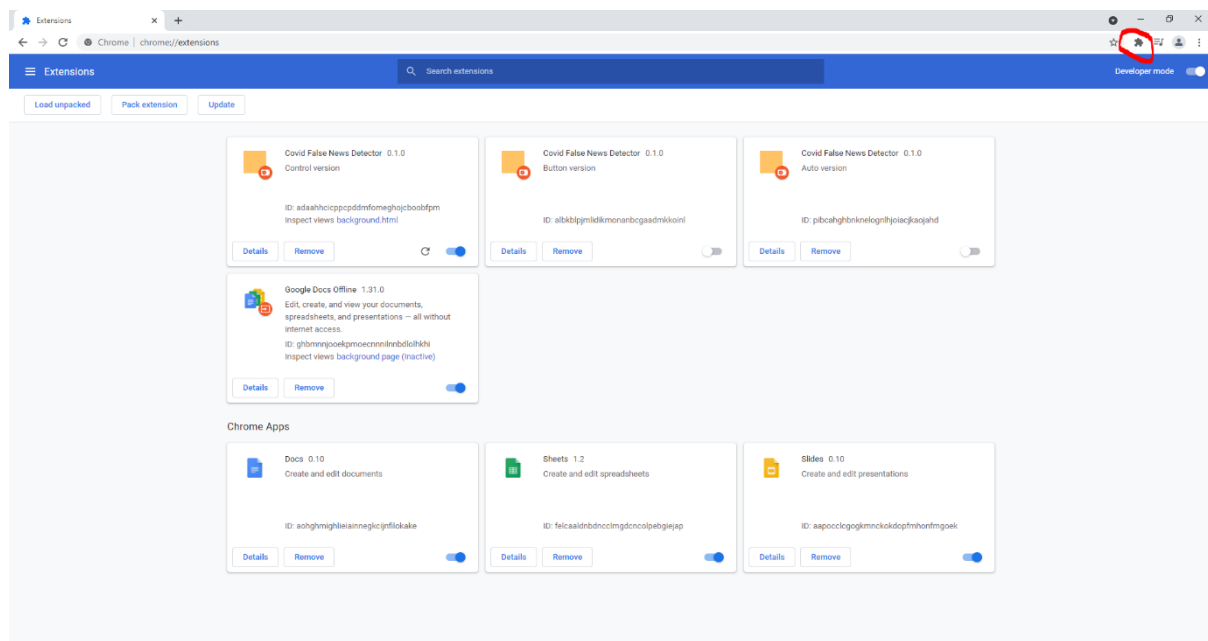 Extensions
Chrome | chrome://extensions
Extensions
Search extensions
Developer mode
Load unpacked Pack extension Update
Covid False News Detector 0.1.0
Control version
ID: adaahhcicppcpddmfomeghojcboobfpm
Inspect views background.html
Details Remove
Covid False News Detector 0.1.0
Button version
ID: albkblpjmlidikmonanbcgaadmkkoinl
Details Remove
Covid False News Detector 0.1.0
Auto version
ID: pibcahghbnknelognlhjoiacjkaojahd
Details Remove
Google Docs Offline 1.31.0
Edit, create, and view your documents,
spreadsheets, and presentations — all without
internet access.
ID: ghbmnnjooekpmoecnnnilnnbdlolhkhi
Inspect views background page (Inactive)
Details Remove
Chrome Apps
Docs 0.10
Create and edit documents
ID: aohghmighlieiainnegkcijnfilokake
Details Remove
Sheets 1.2
Create and edit spreadsheets
ID: felcaaldnbdncclmgdcncolpebgiejap
Details Remove
Slides 0.10
Create and edit presentations
ID: aapocclcgogkmnckokdopfmhonfmgoek
Details Remove